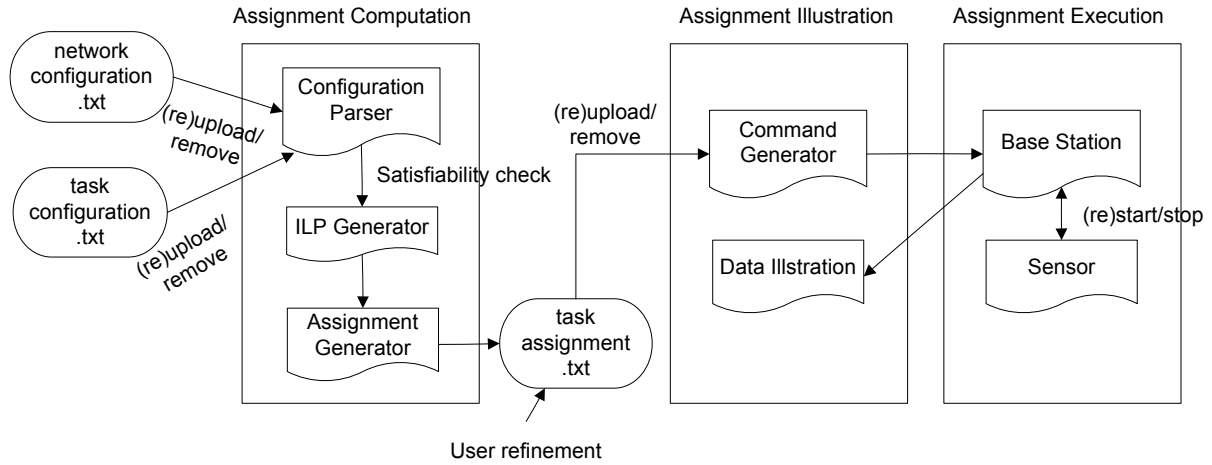 Assignment Computation
Assignment Illustration
Assignment Execution
network
configuration
.txt
(re)upload/
remove
task
configuration
.txt
(re)upload/
remove
Configuration
Parser
Satisfiability check
ILP Generator
Assignment
Generator
task
assignment
.txt
User refinement
(re)upload/
remove
Command
Generator
Data Illstration
Base Station
(re)start/stop
Sensor